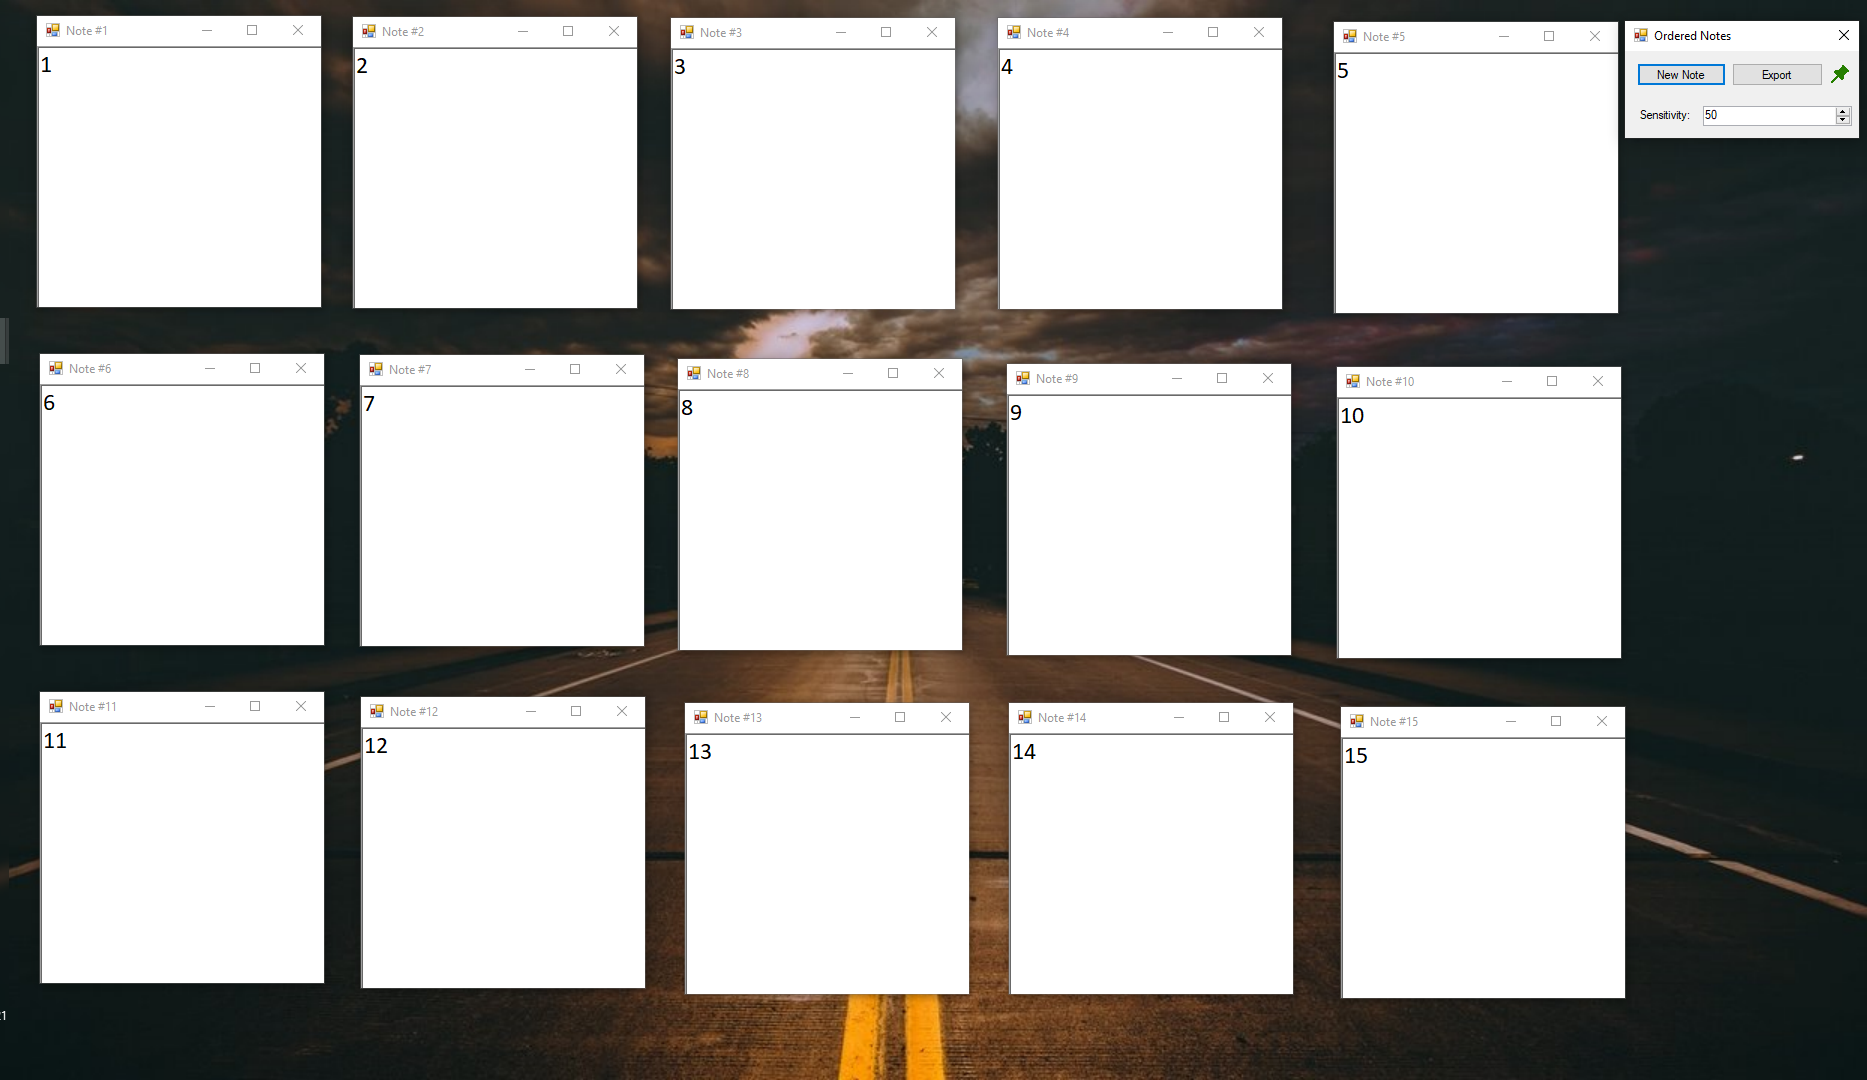 Note #1
1
Note #2
2
Note #3
3
Note #4
4
Note #5
5
Ordered Notes
New Note
Export
Sensitivity: 50
Note #6
6
Note #7
7
Note #8
8
Note #9
9
Note #10
10
Note #11
11
Note #12
12
Note #13
13
Note #14
14
Note #15
15